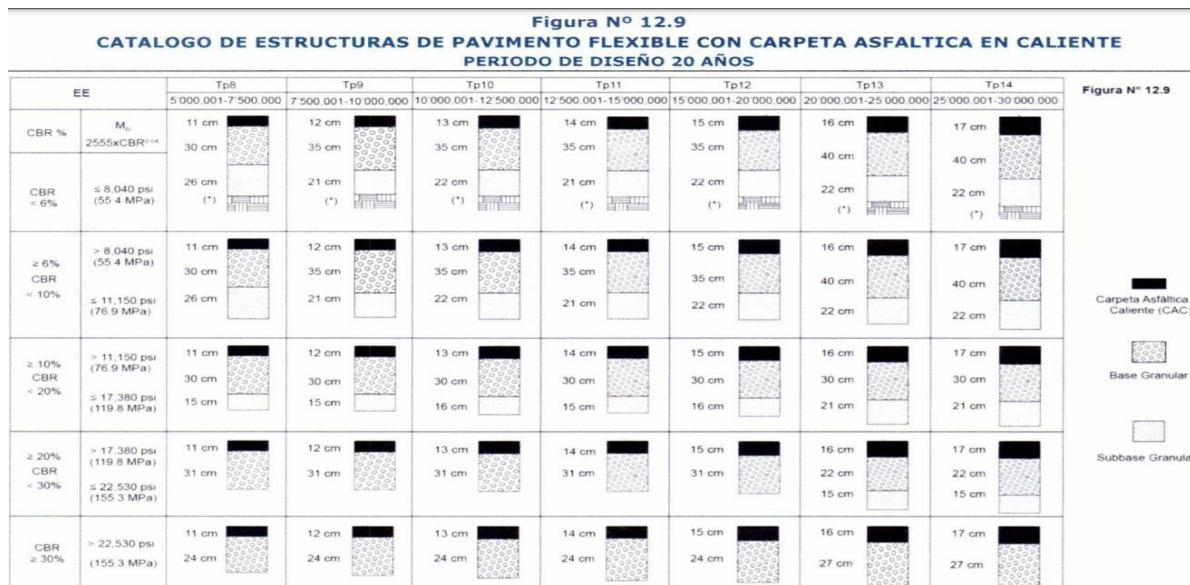 Figura Nº 12.9
CATALOGO DE ESTRUCTURAS DE PAVIMENTO FLEXIBLE CON CARPETA ASFALTICA EN CALIENTE
PERIODO DE DISEÑO 20 AÑOS
EE Tp8 Tp9 Tp10 Tp11 Tp12 Tp13 Tp14
5'000,001-7'500,000 7'500,001-10'000,000 10'000,001-12'500,000 12'500,001-15'000,000 15'000,001-20'000,000 20'000,001-25'000,000 25'000,001-30'000,000
Figura N° 12.9
CBR % MR
2555xCBR0.64
11 cm 12 cm 13 cm 14 cm 15 cm 16 cm 17 cm
30 cm 35 cm 35 cm 35 cm 35 cm 40 cm 40 cm
CBR < 6%
≤ 8,040 psi
(55.4 MPa)
26 cm 21 cm 22 cm 21 cm 22 cm 22 cm 22 cm
(*) (*) (*) (*) (*) (*) (*)
≥ 6%
CBR
< 10%
> 8,040 psi
(55.4 MPa)
≤ 11,150 psi
(76.9 MPa)
11 cm 12 cm 13 cm 14 cm 15 cm 16 cm 17 cm
30 cm 35 cm 35 cm 35 cm 35 cm 40 cm 40 cm
26 cm 21 cm 22 cm 21 cm 22 cm 22 cm 22 cm
≥ 10%
CBR
< 20%
> 11,150 psi
(76.9 MPa)
≤ 17,380 psi
(119.8 MPa)
11 cm 12 cm 13 cm 14 cm 15 cm 16 cm 17 cm
30 cm 30 cm 30 cm 30 cm 30 cm 30 cm 30 cm
15 cm 15 cm 16 cm 15 cm 16 cm 21 cm 21 cm
≥ 20%
CBR
< 30%
> 17,380 psi
(119.8 MPa)
≤ 22,530 psi
(155.3 MPa)
11 cm 12 cm 13 cm 14 cm 15 cm 16 cm 17 cm
31 cm 31 cm 31 cm 31 cm 31 cm 22 cm 22 cm
15 cm 15 cm
CBR
≥ 30%
> 22,530 psi
(155.3 MPa)
11 cm 12 cm 13 cm 14 cm 15 cm 16 cm 17 cm
24 cm 24 cm 24 cm 24 cm 24 cm 27 cm 27 cm
Carpeta Asfáltica
Caliente (CAC)
Base Granular
Subbase Granula